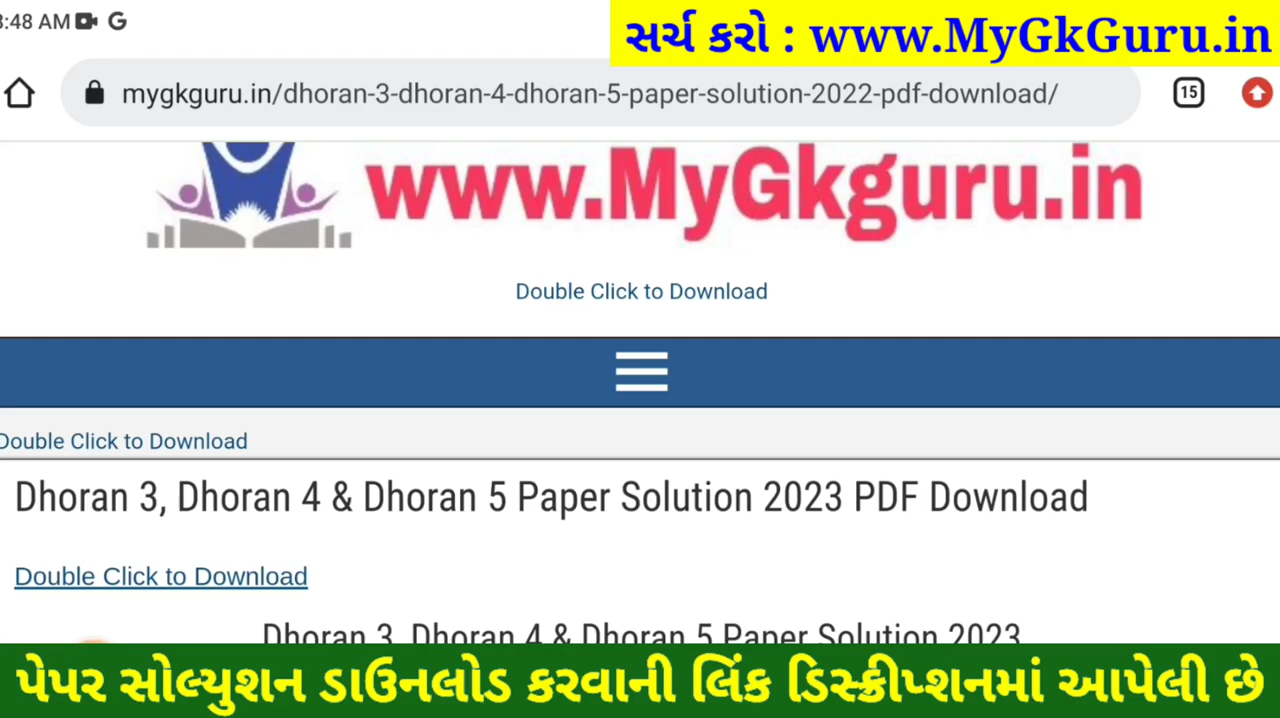 3:48 AM G
સર્ચ કરો : www.MyGkGuru.in
mygkguru.in/dhoran-3-dhoran-4-dhoran-5-paper-solution-2022-pdf-download/
15
www.MyGkguru.in
Double Click to Download
Double Click to Download
Dhoran 3, Dhoran 4 & Dhoran 5 Paper Solution 2023 PDF Download
Double Click to Download
Dhoran 3, Dhoran 4 & Dhoran 5 Paper Solution 2023
પેપર સોલ્યુશન ડાઉનલોડ કરવાની લિંક ડિસ્ક્રીપ્શનમાં આપેલી છે